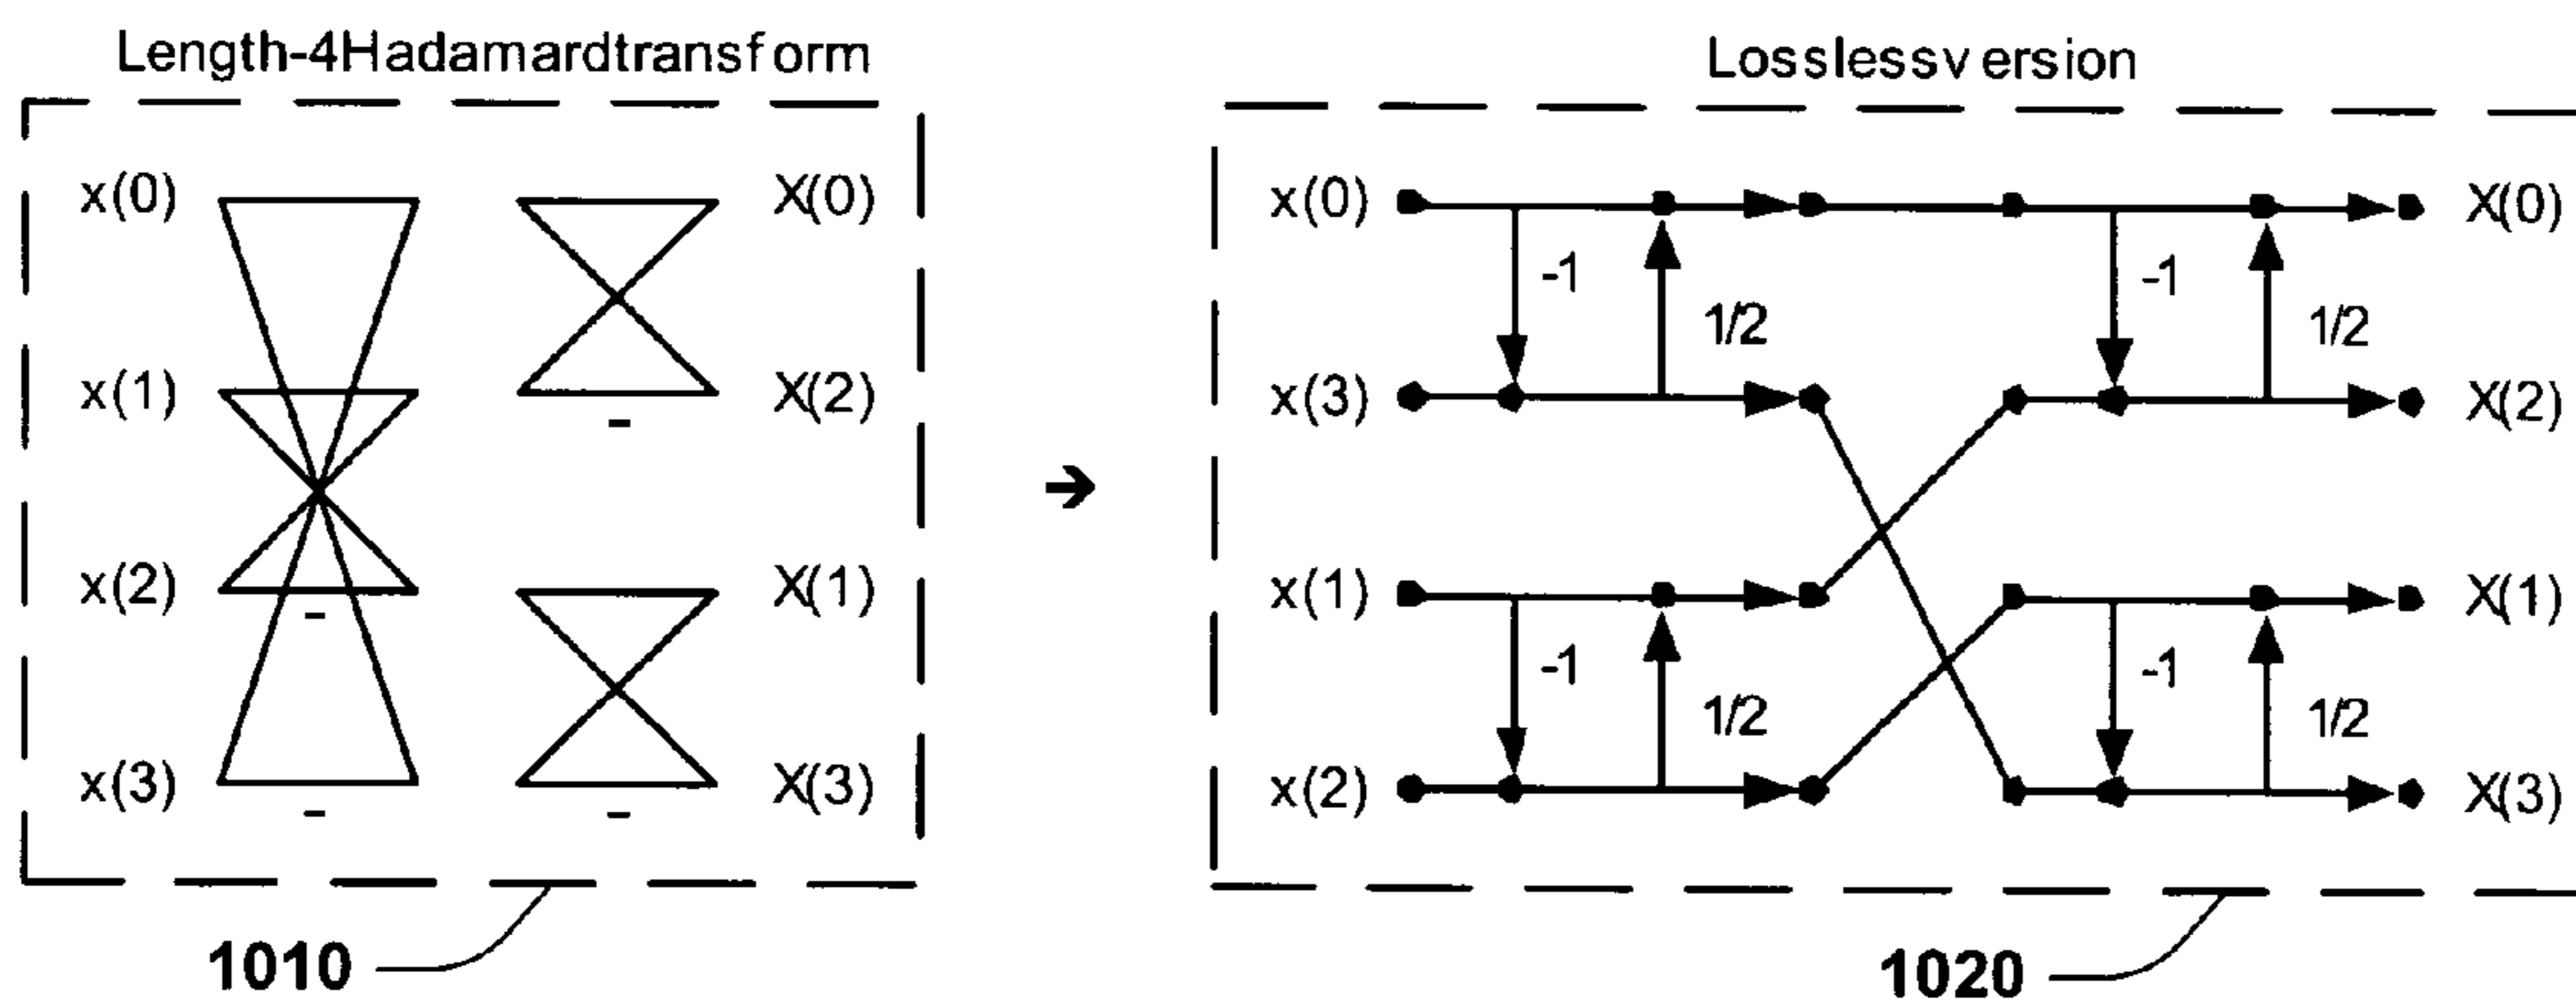 Length-4Hadamardtransform
Losslessversion
x(0) X(0)
x(1) X(2)
x(2) X(1)
x(3) X(3)
-
-
-
-
→
x(0) X(0)
-1 -1
1/2 1/2
x(3) X(2)
x(1) X(1)
-1 -1
1/2 1/2
x(2) X(3)
1010
1020